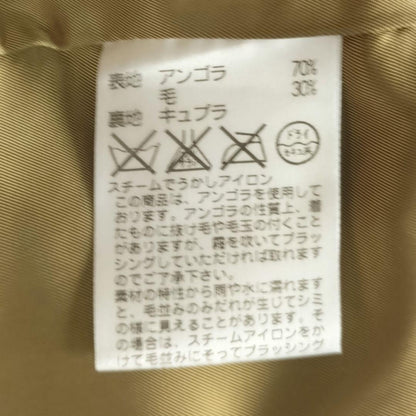 表地 アンゴラ 70%
毛 30%
裏地 キュプラ
ドライ
スチームでうかしアイロン
この商品は、アンゴラを使用して
おります。アンゴラの性質上、着
たものに抜け毛や毛玉の付くこと
がありますが、霧を吹いてブラッ
シングしていただければ取れます
のでご了承下さい。
素材の特性から雨や水に濡れます
と毛並みのみだれが生じてシミ
の様に見えることがあります。そ
の場合は、スチームアイロンをか
けて毛並みにそってブラッシング